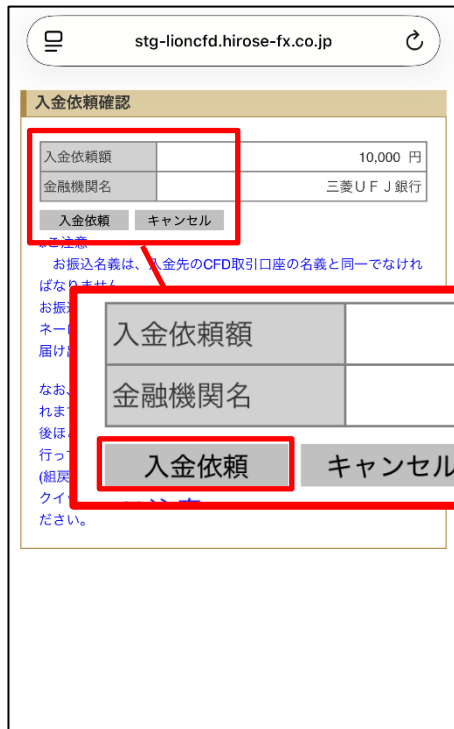 stg-lioncfd.hirose-fx.co.jp
入金依頼確認
入金依頼額 10,000 円
金融機関名 三菱UFJ銀行
入金依頼 キャンセル
お振込名義は、入金先のCFD取引口座の名義と同一でなけれ
ばなりません
お振
ネー
届け
なお、
れま
後ほ
行っ
(組戻
クイ
ださい。
入金依頼額
金融機関名
入金依頼 キャンセル